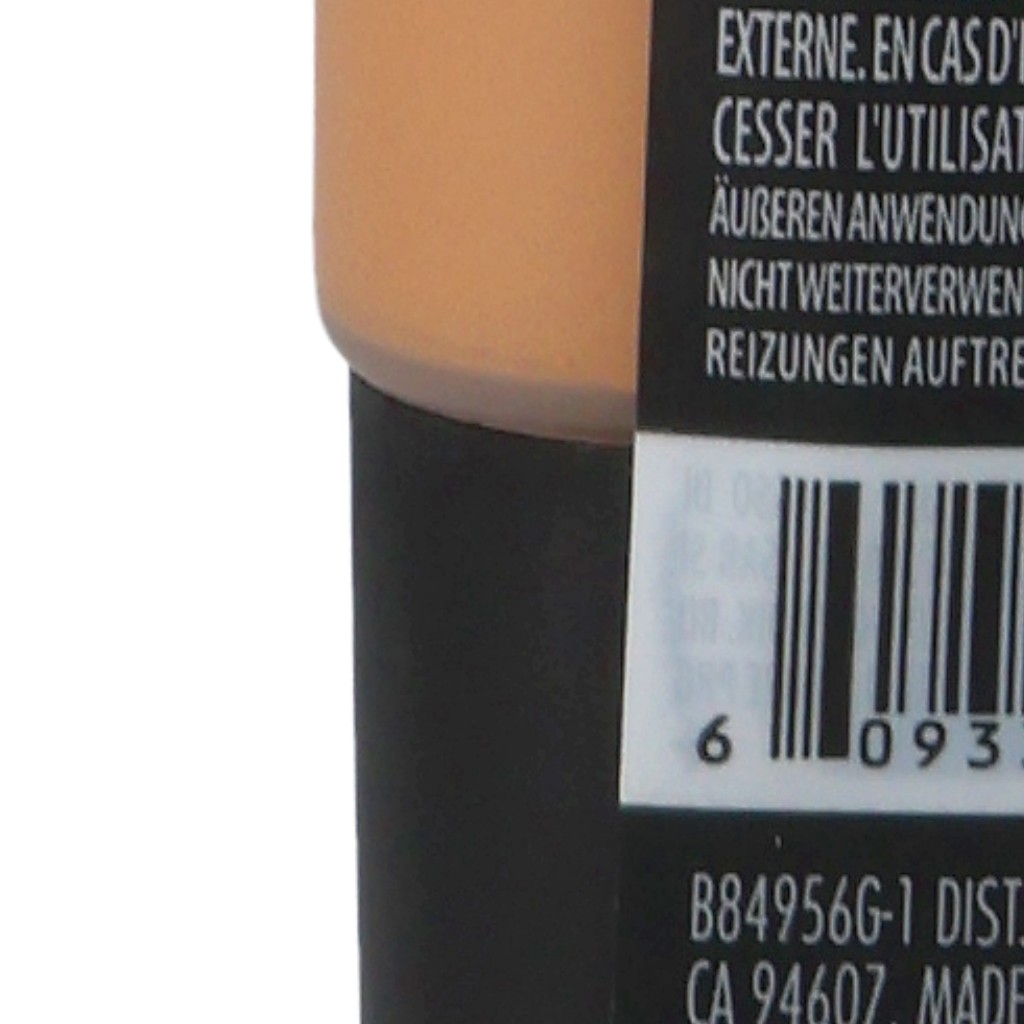 EXTERNE. EN CAS D'
CESSER L'UTILISAT
ÄUßEREN ANWENDUNG
NICHT WEITERVERWEN
REIZUNGEN AUFTRE
6 093
B84956G-1 DIST.
CA 94607. MADE